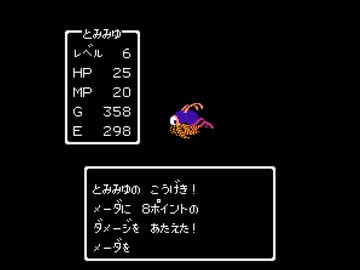 とみみゆ
レベル 6
HP 25
MP 20
G 358
E 298
とみみゆの こうげき!
メーダに 8ポイントの
ダメージを あたえた!
メーダを